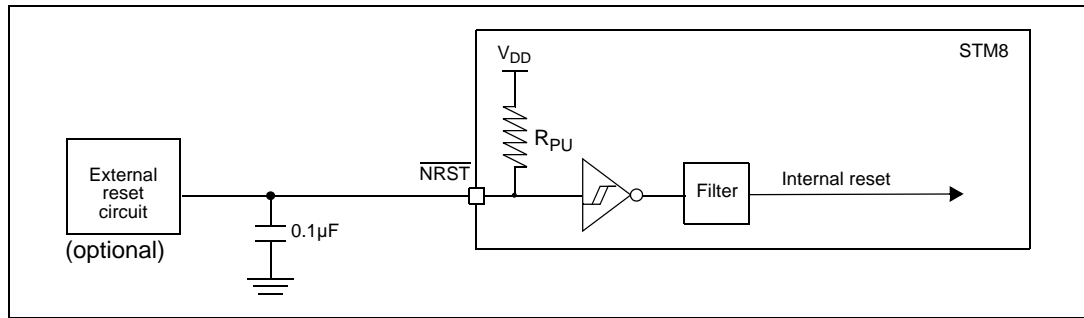 STM8
VDD
RPU
NRST
External
reset
circuit
(optional)
0.1µF
Filter
Internal reset